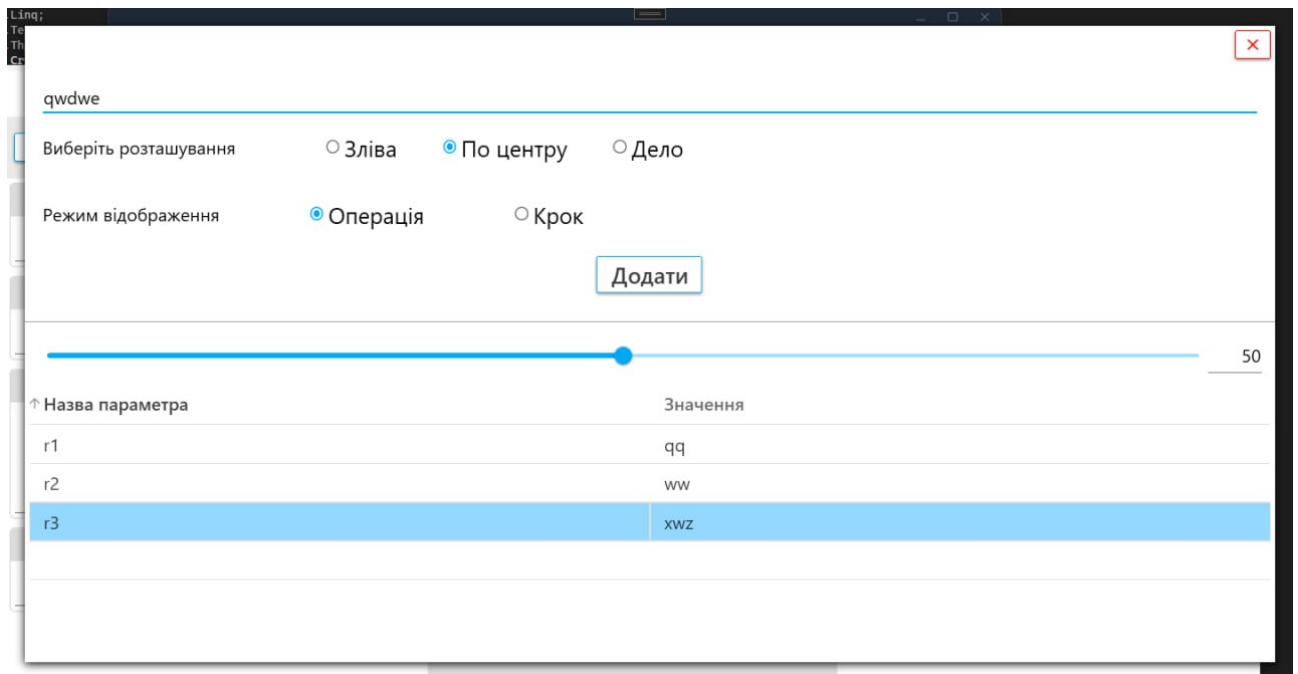 .Linq;
qwdwe
Виберіть розташування Зліва По центру Дело
Режим відображення Операція Крок
Додати
50
Назва параметра Значення
r1 qq
r2 ww
r3 xwz